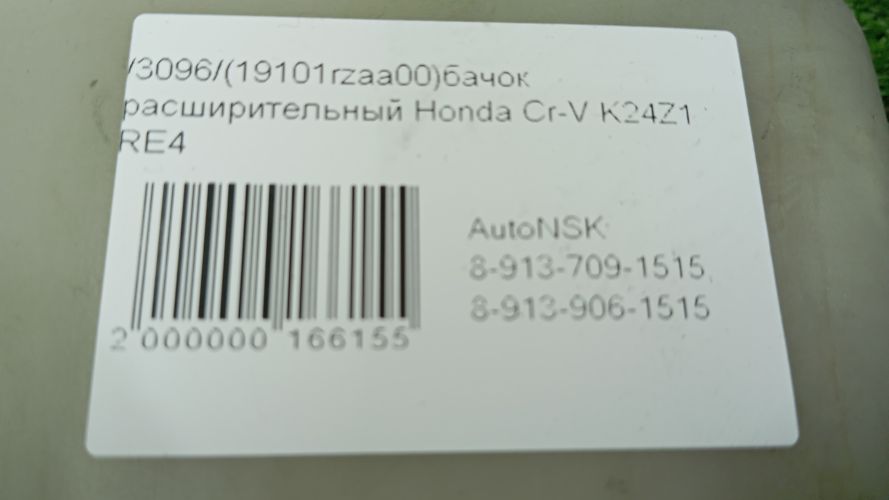 /3096/(19101rzaa00)бачок
расширительный Honda Cr-V K24Z1
RE4
AutoNSK
8-913-709-1515,
8-913-906-1515
2 000000 166155